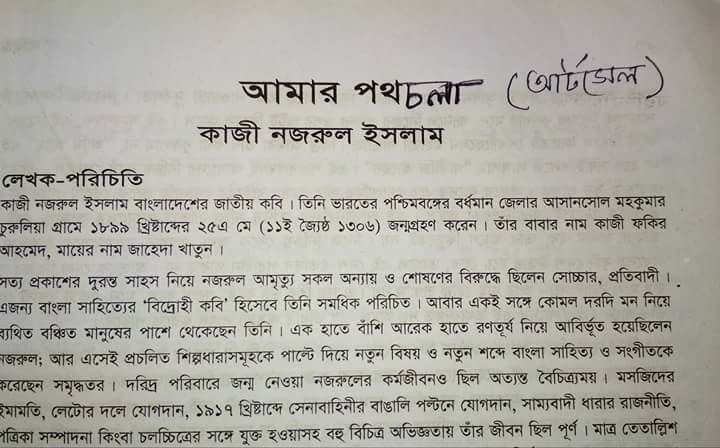 আমার পথচলা (আর্টসেল)
কাজী নজরুল ইসলাম
লেখক-পরিচিতি
কাজী নজরুল ইসলাম বাংলাদেশের জাতীয় কবি। তিনি ভারতের পশ্চিমবঙ্গের বর্ধমান জেলার আসানসোল মহকুমার
চুরুলিয়া গ্রামে ১৮৯৯ খ্রিষ্টাব্দের ২৫এ মে (১১ই জ্যৈষ্ঠ ১৩০৬) জন্মগ্রহণ করেন। তাঁর বাবার নাম কাজী ফকির
আহমেদ, মায়ের নাম জাহেদা খাতুন।
সত্য প্রকাশের দুরন্ত সাহস নিয়ে নজরুল আমৃত্যু সকল অন্যায় ও শোষণের বিরুদ্ধে ছিলেন সোচ্চার, প্রতিবাদী।
এজন্য বাংলা সাহিত্যের ‘বিদ্রোহী কবি’ হিসেবে তিনি সমধিক পরিচিত। আবার একই সঙ্গে কোমল দরদি মন নিয়ে
ব্যথিত বঞ্চিত মানুষের পাশে থেকেছেন তিনি। এক হাতে বাঁশি আরেক হাতে রণতূর্য নিয়ে আবির্ভূত হয়েছিলেন
নজরুল; আর এসেই প্রচলিত শিল্পধারাসমূহকে পাল্টে দিয়ে নতুন বিষয় ও নতুন শব্দে বাংলা সাহিত্য ও সংগীতকে
করেছেন সমৃদ্ধতর। দরিদ্র পরিবারে জন্ম নেওয়া নজরুলের কর্মজীবনও ছিল অত্যন্ত বৈচিত্র্যময়। মসজিদের
ইমামতি, লেটোর দলে যোগদান, ১৯১৭ খ্রিষ্টাব্দে সেনাবাহিনীর বাঙালি পল্টনে যোগদান, সাম্যবাদী ধারার রাজনীতি,
পত্রিকা সম্পাদনা কিংবা চলচ্চিত্রের সঙ্গে যুক্ত হওয়াসহ বহু বিচিত্র অভিজ্ঞতায় তাঁর জীবন ছিল পূর্ণ। মাত্র তেতাল্লিশ